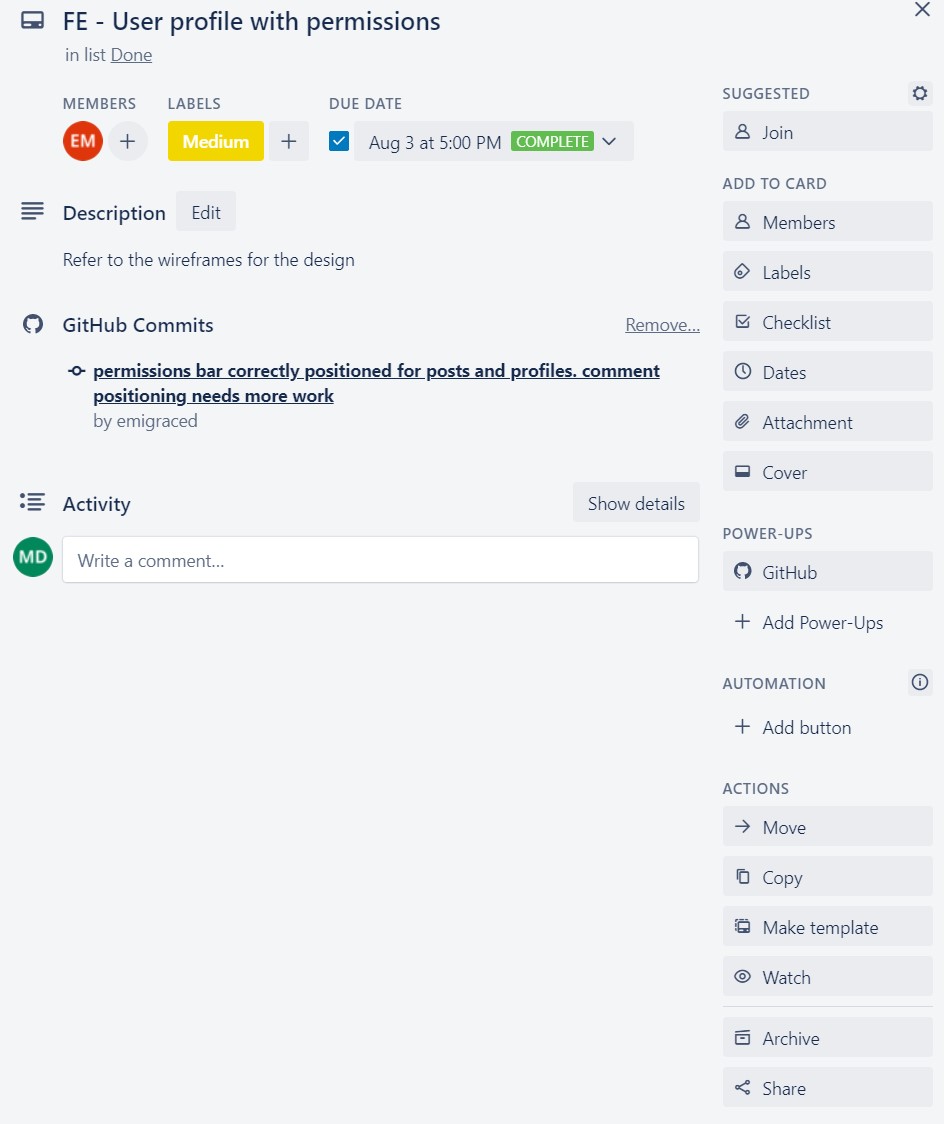 FE - User profile with permissions
in list Done
MEMBERS
EM
LABELS
Medium
DUE DATE
Aug 3 at 5:00 PM COMPLETE
Description
Edit
Refer to the wireframes for the design
GitHub Commits
Remove...
permissions bar correctly positioned for posts and profiles. comment
positioning needs more work
by emigraced
Activity
Show details
MD
Write a comment...
SUGGESTED
Join
ADD TO CARD
Members
Labels
Checklist
Dates
Attachment
Cover
POWER-UPS
GitHub
Add Power-Ups
AUTOMATION
Add button
ACTIONS
Move
Copy
Make template
Watch
Archive
Share